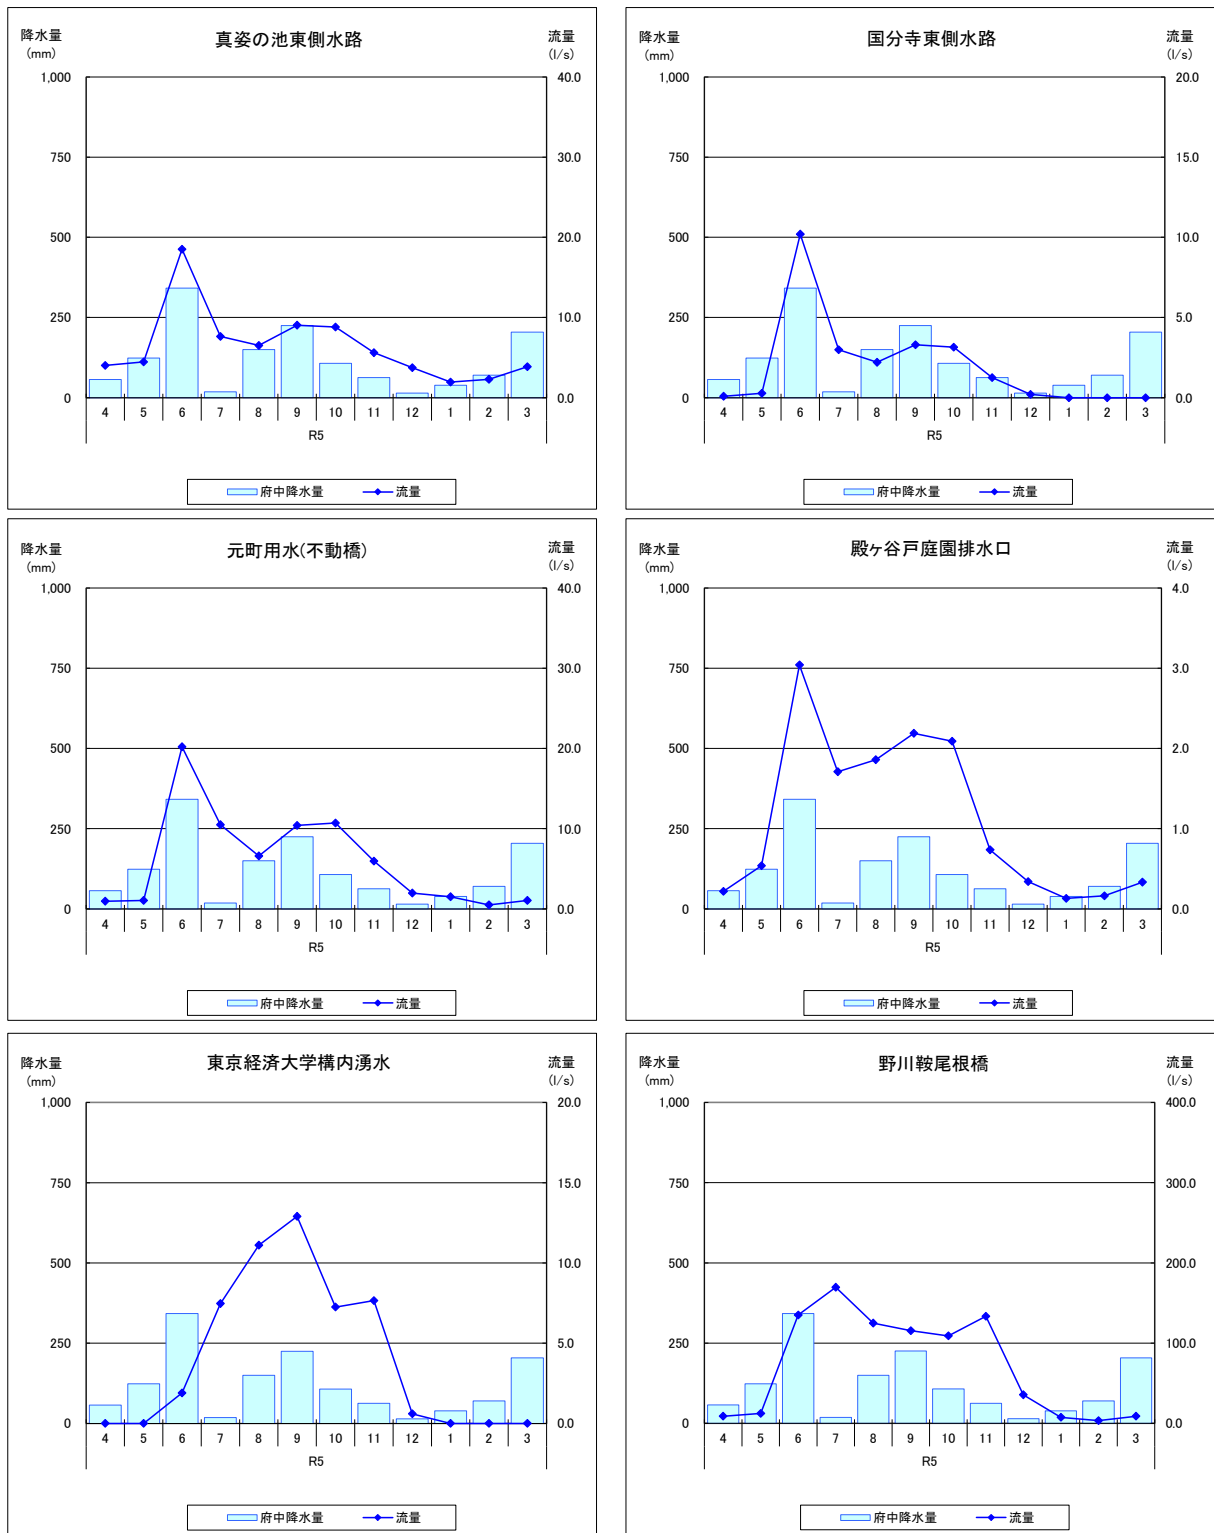 真姿の池東側水路
降水量 流量
(mm) (l/s)
1,000 40.0
750 30.0
500 20.0
250 10.0
0 0.0
4 5 6 7 8 9 10 11 12 1 2 3
R5
府中降水量 流量
国分寺東側水路
降水量 流量
(mm) (l/s)
1,000 20.0
750 15.0
500 10.0
250 5.0
0 0.0
4 5 6 7 8 9 10 11 12 1 2 3
R5
府中降水量 流量
元町用水(不動橋)
降水量 流量
(mm) (l/s)
1,000 40.0
750 30.0
500 20.0
250 10.0
0 0.0
4 5 6 7 8 9 10 11 12 1 2 3
R5
府中降水量 流量
殿ヶ谷戸庭園排水口
降水量 流量
(mm) (l/s)
1,000 4.0
750 3.0
500 2.0
250 1.0
0 0.0
4 5 6 7 8 9 10 11 12 1 2 3
R5
府中降水量 流量
東京経済大学構内湧水
降水量 流量
(mm) (l/s)
1,000 20.0
750 15.0
500 10.0
250 5.0
0 0.0
4 5 6 7 8 9 10 11 12 1 2 3
R5
府中降水量 流量
野川鞍尾根橋
降水量 流量
(mm) (l/s)
1,000 400.0
750 300.0
500 200.0
250 100.0
0 0.0
4 5 6 7 8 9 10 11 12 1 2 3
R5
府中降水量 流量